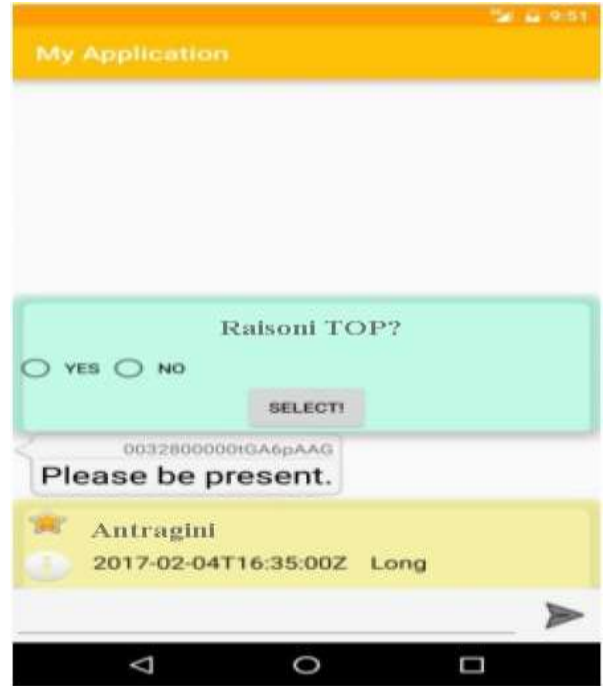 9:51
My Application
Raisoni TOP?
YES NO
SELECT!
0032800000tGA6pAAG
Please be present.
Antragini
2017-02-04T16:35:00Z Long